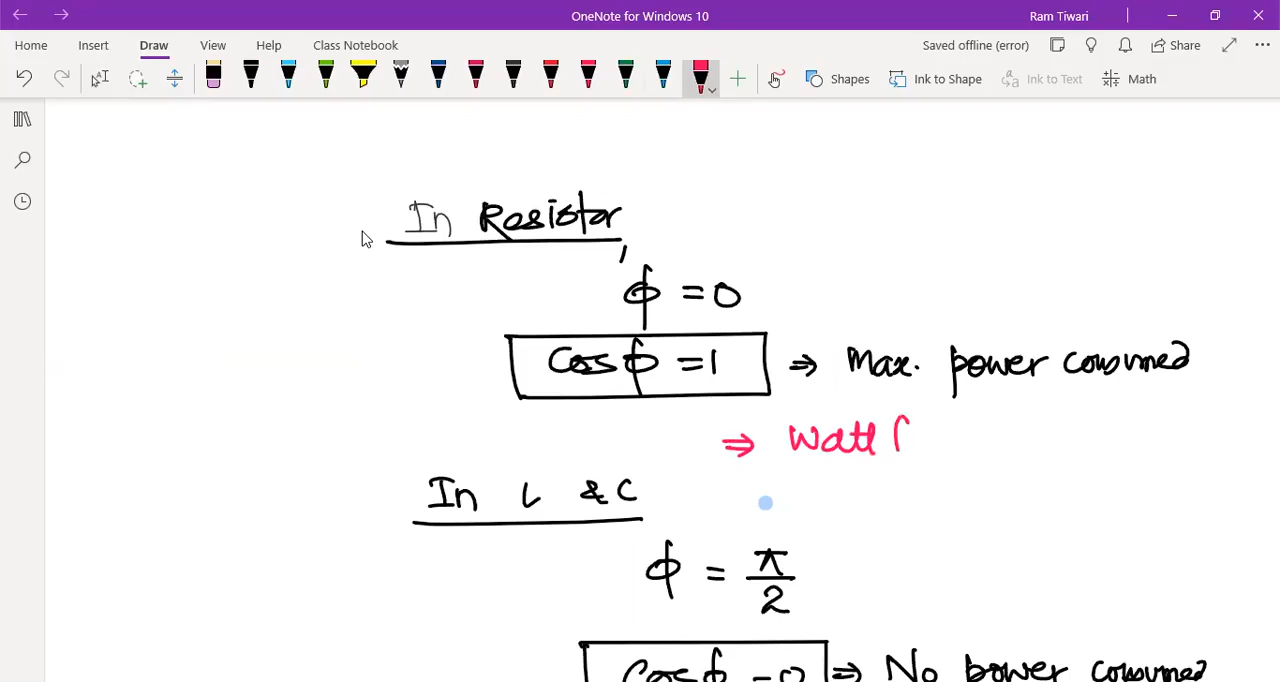 OneNote for Windows 10
Ram Tiwari
Home Insert Draw View Help Class Notebook
Saved offline (error) Share
Shapes Ink to Shape Ink to Text Math
In Resistor,
ϕ = 0
Cosϕ = 1 ⇒ Max. power consumed
⇒ Watt f
In L & C
ϕ = π/2
Cosϕ = 0 ⇒ No power consumed